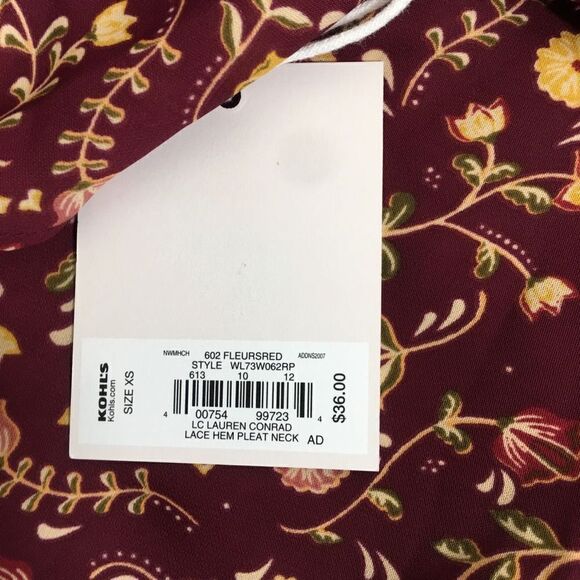 NWMHCH 602 FLEURSRED ADDNS2007
STYLE WL73W062RP
613 10 12
4 00754 99723 4
LC LAUREN CONRAD
LACE HEM PLEAT NECK AD
KOHL'S
Kohls.com
SIZE XS
$36.00